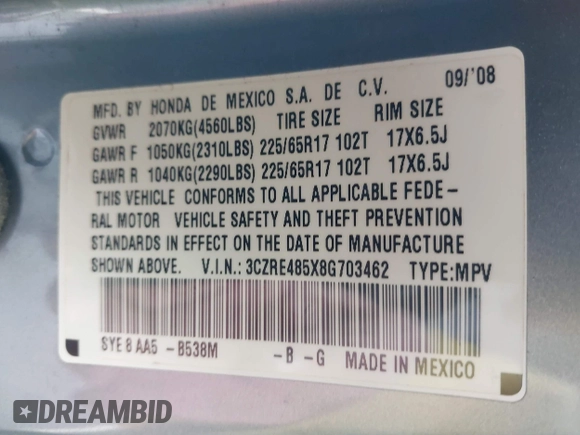 MFD. BY HONDA DE MEXICO S.A. DE C.V. 09/'08
GVWR 2070KG(4560LBS) TIRE SIZE RIM SIZE
GAWR F 1050KG(2310LBS) 225/65R17 102T 17X6.5J
GAWR R 1040KG(2290LBS) 225/65R17 102T 17X6.5J
THIS VEHICLE CONFORMS TO ALL APPLICABLE FEDE-
RAL MOTOR VEHICLE SAFETY AND THEFT PREVENTION
STANDARDS IN EFFECT ON THE DATE OF MANUFACTURE
SHOWN ABOVE. V.I.N.: 3CZRE485X8G703462 TYPE:MPV
SYE 8 AA5 -B538M -B -G MADE IN MEXICO
DREAMBID